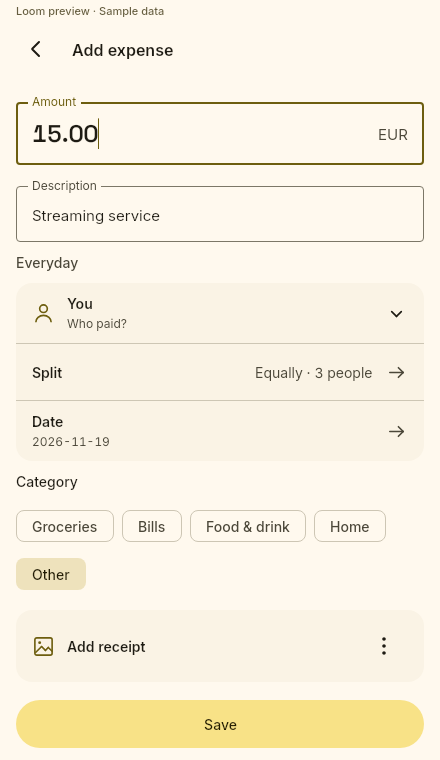 Loom preview · Sample data
Add expense
Amount
15.00
EUR
Description
Streaming service
Everyday
You
Who paid?
Split
Equally · 3 people
Date
2026-11-19
Category
Groceries
Bills
Food & drink
Home
Other
Add receipt
Save